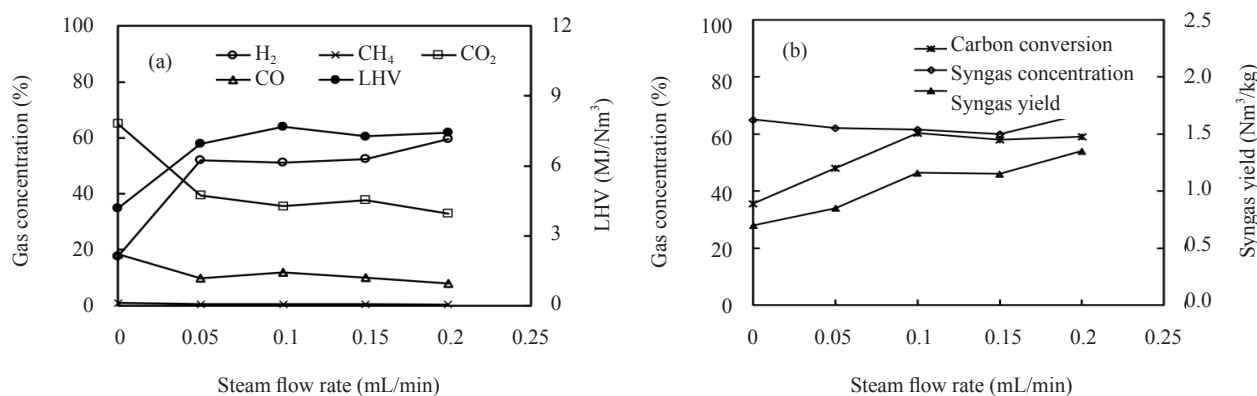 (a)
H₂
CH₄
CO₂
CO
LHV
Gas concentration (%)
100
80
60
40
20
0
12
9
6
3
0
LHV (MJ/Nm³)
0 0.05 0.1 0.15 0.2 0.25
Steam flow rate (mL/min)
(b)
Carbon conversion
Syngas concentration
Syngas yield
Gas concentration (%)
100
80
60
40
20
0
2.5
2.0
1.5
1.0
0.5
0.0
Syngas yield (Nm³/kg)
0 0.05 0.1 0.15 0.2 0.25
Steam flow rate (mL/min)